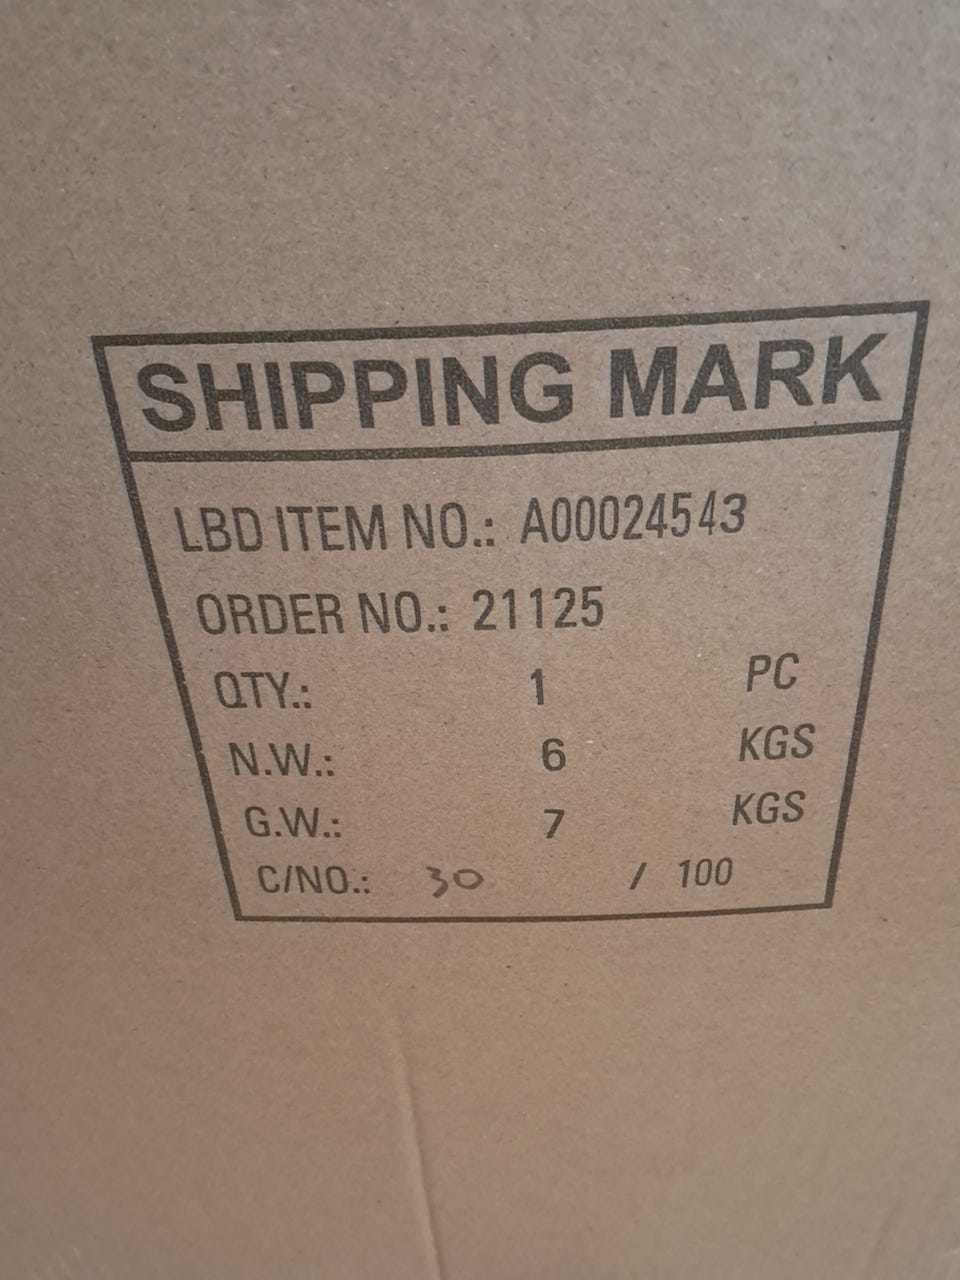 SHIPPING MARK
LBD ITEM NO.: A00024543
ORDER NO.: 21125
QTY.: 1 PC
N.W.: 6 KGS
G.W.: 7 KGS
C/NO.: 30 / 100